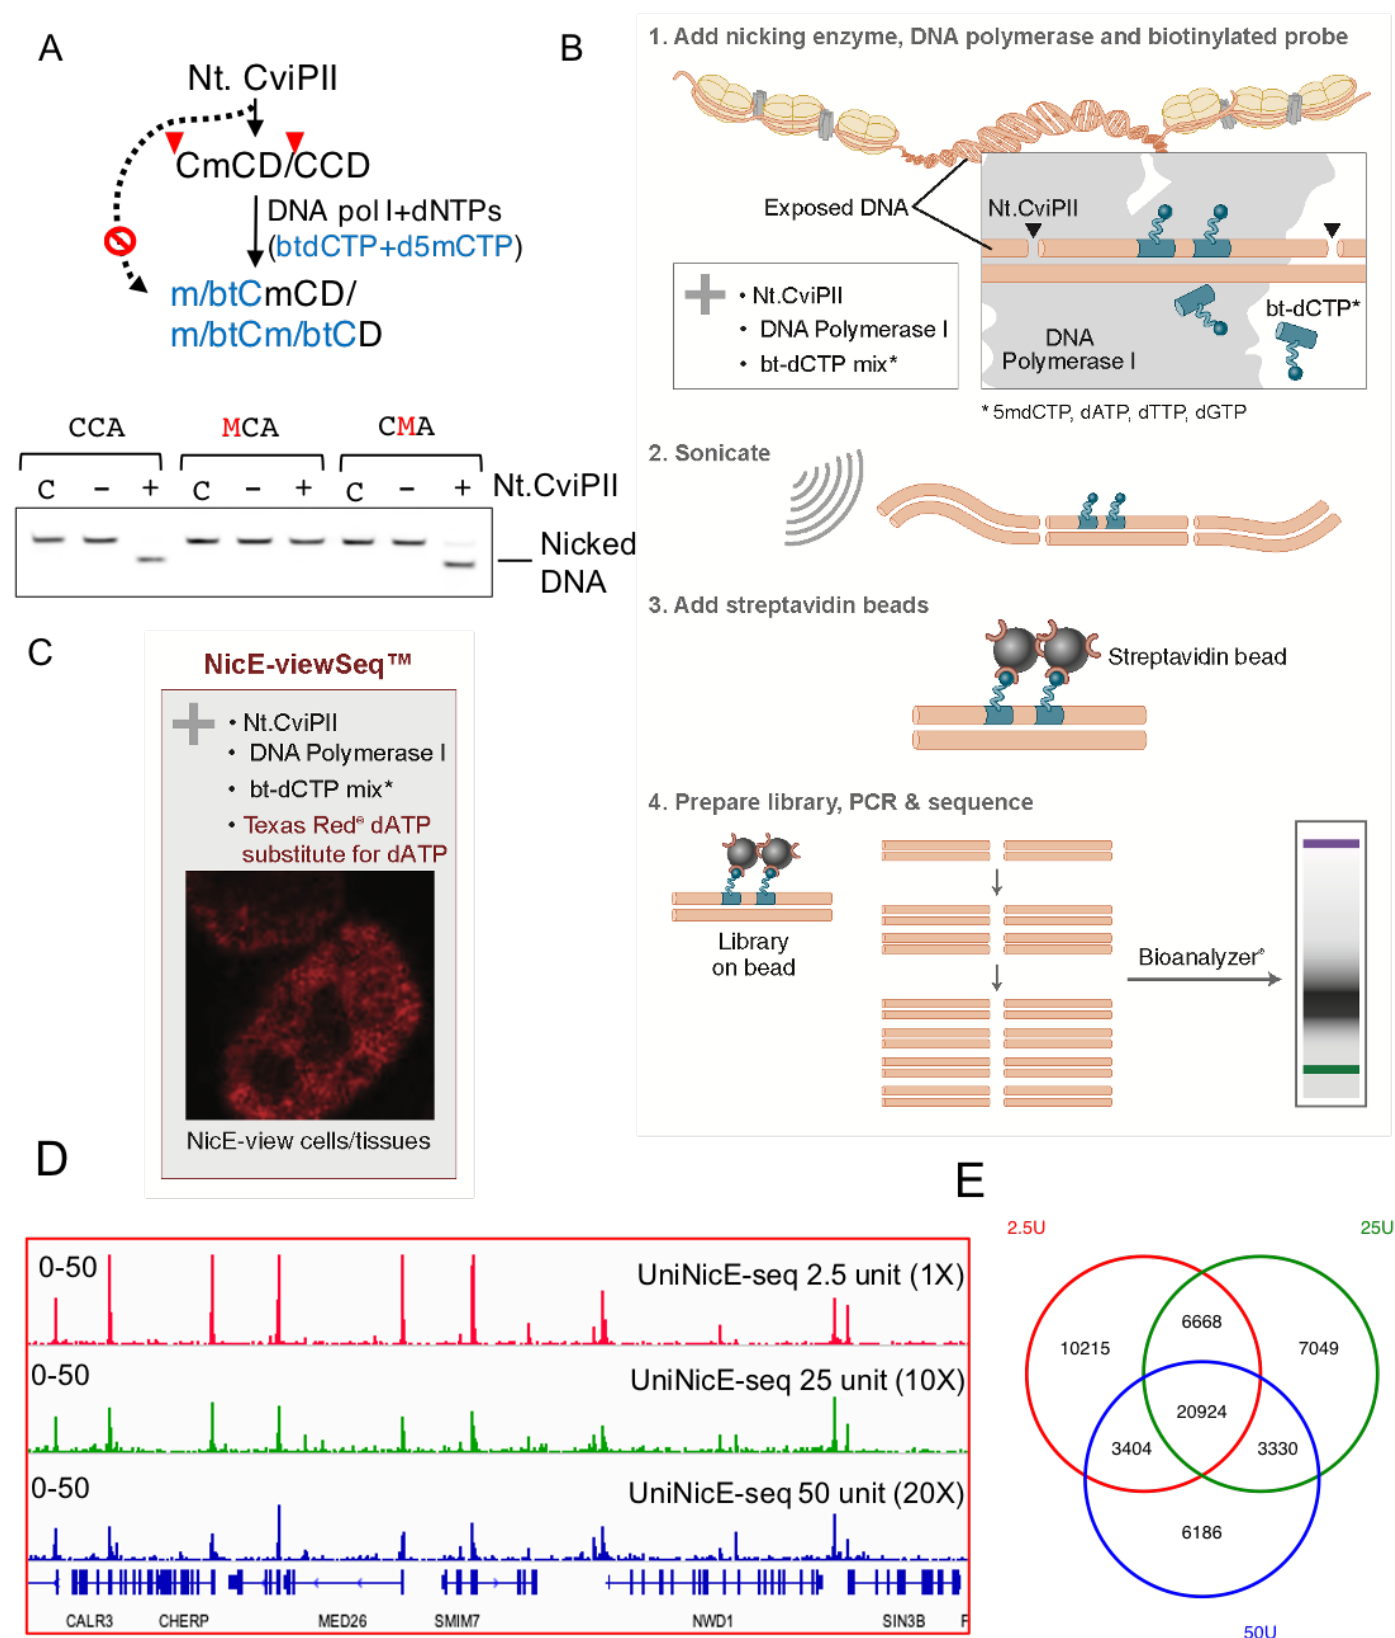 A
Nt. CviPII
CmCD/CCD
DNA pol I+dNTPs
(btdCTP+d5mCTP)
m/btCmCD/
m/btCm/btCD
CCA MCA CMA
C - + C - + C - + Nt.CviPII
Nicked
DNA
B
1. Add nicking enzyme, DNA polymerase and biotinylated probe
Exposed DNA
Nt.CviPII
• Nt.CviPII
• DNA Polymerase I
• bt-dCTP mix*
bt-dCTP*
DNA
Polymerase I
* 5mdCTP, dATP, dTTP, dGTP
2. Sonicate
3. Add streptavidin beads
Streptavidin bead
4. Prepare library, PCR & sequence
Library
on bead
Bioanalyzer®
C
NicE-viewSeq™
• Nt.CviPII
• DNA Polymerase I
• bt-dCTP mix*
• Texas Red® dATP
substitute for dATP
NicE-view cells/tissues
D
0-50 UniNicE-seq 2.5 unit (1X)
0-50 UniNicE-seq 25 unit (10X)
0-50 UniNicE-seq 50 unit (20X)
CALR3 CHERP MED26 SMIM7 NWD1 SIN3B F
E
2.5U 25U
6668
10215 7049
20924
3404 3330
6186
50U